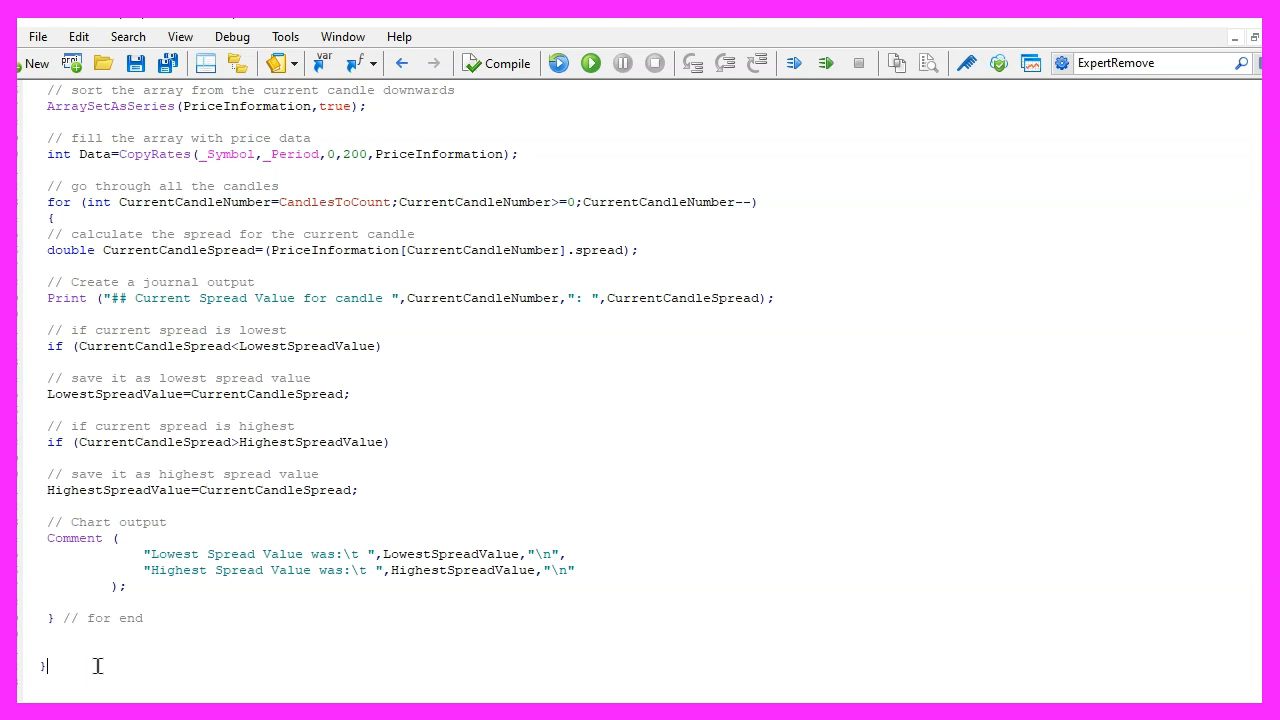 File Edit Search View Debug Tools Window Help
New Compile ExpertRemove
// sort the array from the current candle downwards
ArraySetAsSeries(PriceInformation,true);
// fill the array with price data
int Data=CopyRates(_Symbol,_Period,0,200,PriceInformation);
// go through all the candles
for (int CurrentCandleNumber=CandlesToCount;CurrentCandleNumber>=0;CurrentCandleNumber--)
{
// calculate the spread for the current candle
double CurrentCandleSpread=(PriceInformation[CurrentCandleNumber].spread);
// Create a journal output
Print ("## Current Spread Value for candle ",CurrentCandleNumber,": ",CurrentCandleSpread);
// if current spread is lowest
if (CurrentCandleSpread<LowestSpreadValue)
// save it as lowest spread value
LowestSpreadValue=CurrentCandleSpread;
// if current spread is highest
if (CurrentCandleSpread>HighestSpreadValue)
// save it as highest spread value
HighestSpreadValue=CurrentCandleSpread;
// Chart output
Comment (
"Lowest Spread Value was:\t ",LowestSpreadValue,"\n",
"Highest Spread Value was:\t ",HighestSpreadValue,"\n"
);
} // for end
}